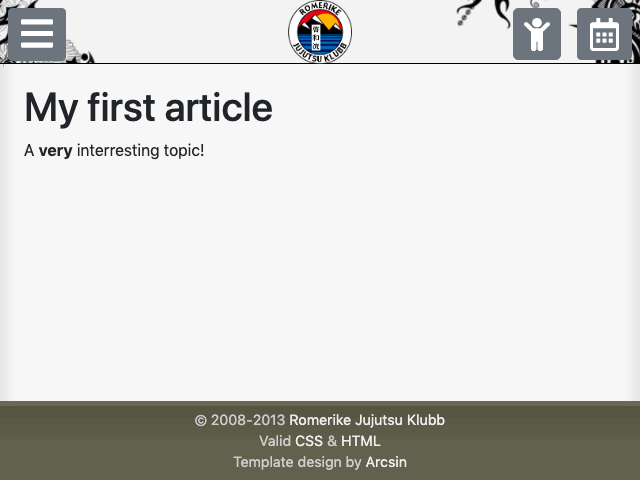 ROMERIKE
JUJUTSU KLUBB
My first article
A very interresting topic!
© 2008-2013 Romerike Jujutsu Klubb
Valid CSS & HTML
Template design by Arcsin